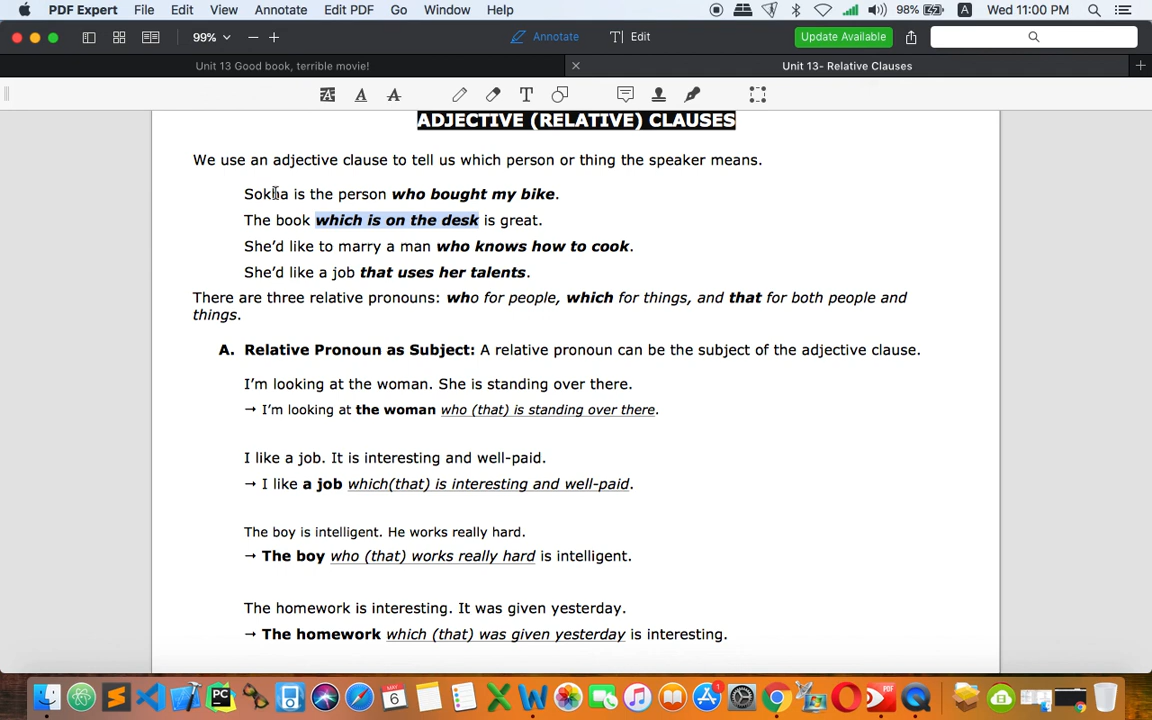 PDF Expert File Edit View Annotate Edit PDF Go Window Help 98% A Wed 11:00 PM
99% Annotate Edit Update Available
Unit 13 Good book, terrible movie! Unit 13- Relative Clauses
ADJECTIVE (RELATIVE) CLAUSES
We use an adjective clause to tell us which person or thing the speaker means.
Sokha is the person who bought my bike.
The book which is on the desk is great.
She'd like to marry a man who knows how to cook.
She'd like a job that uses her talents.
There are three relative pronouns: who for people, which for things, and that for both people and
things.
A. Relative Pronoun as Subject: A relative pronoun can be the subject of the adjective clause.
I'm looking at the woman. She is standing over there.
→ I'm looking at the woman who (that) is standing over there.
I like a job. It is interesting and well-paid.
→ I like a job which(that) is interesting and well-paid.
The boy is intelligent. He works really hard.
→ The boy who (that) works really hard is intelligent.
The homework is interesting. It was given yesterday.
→ The homework which (that) was given yesterday is interesting.